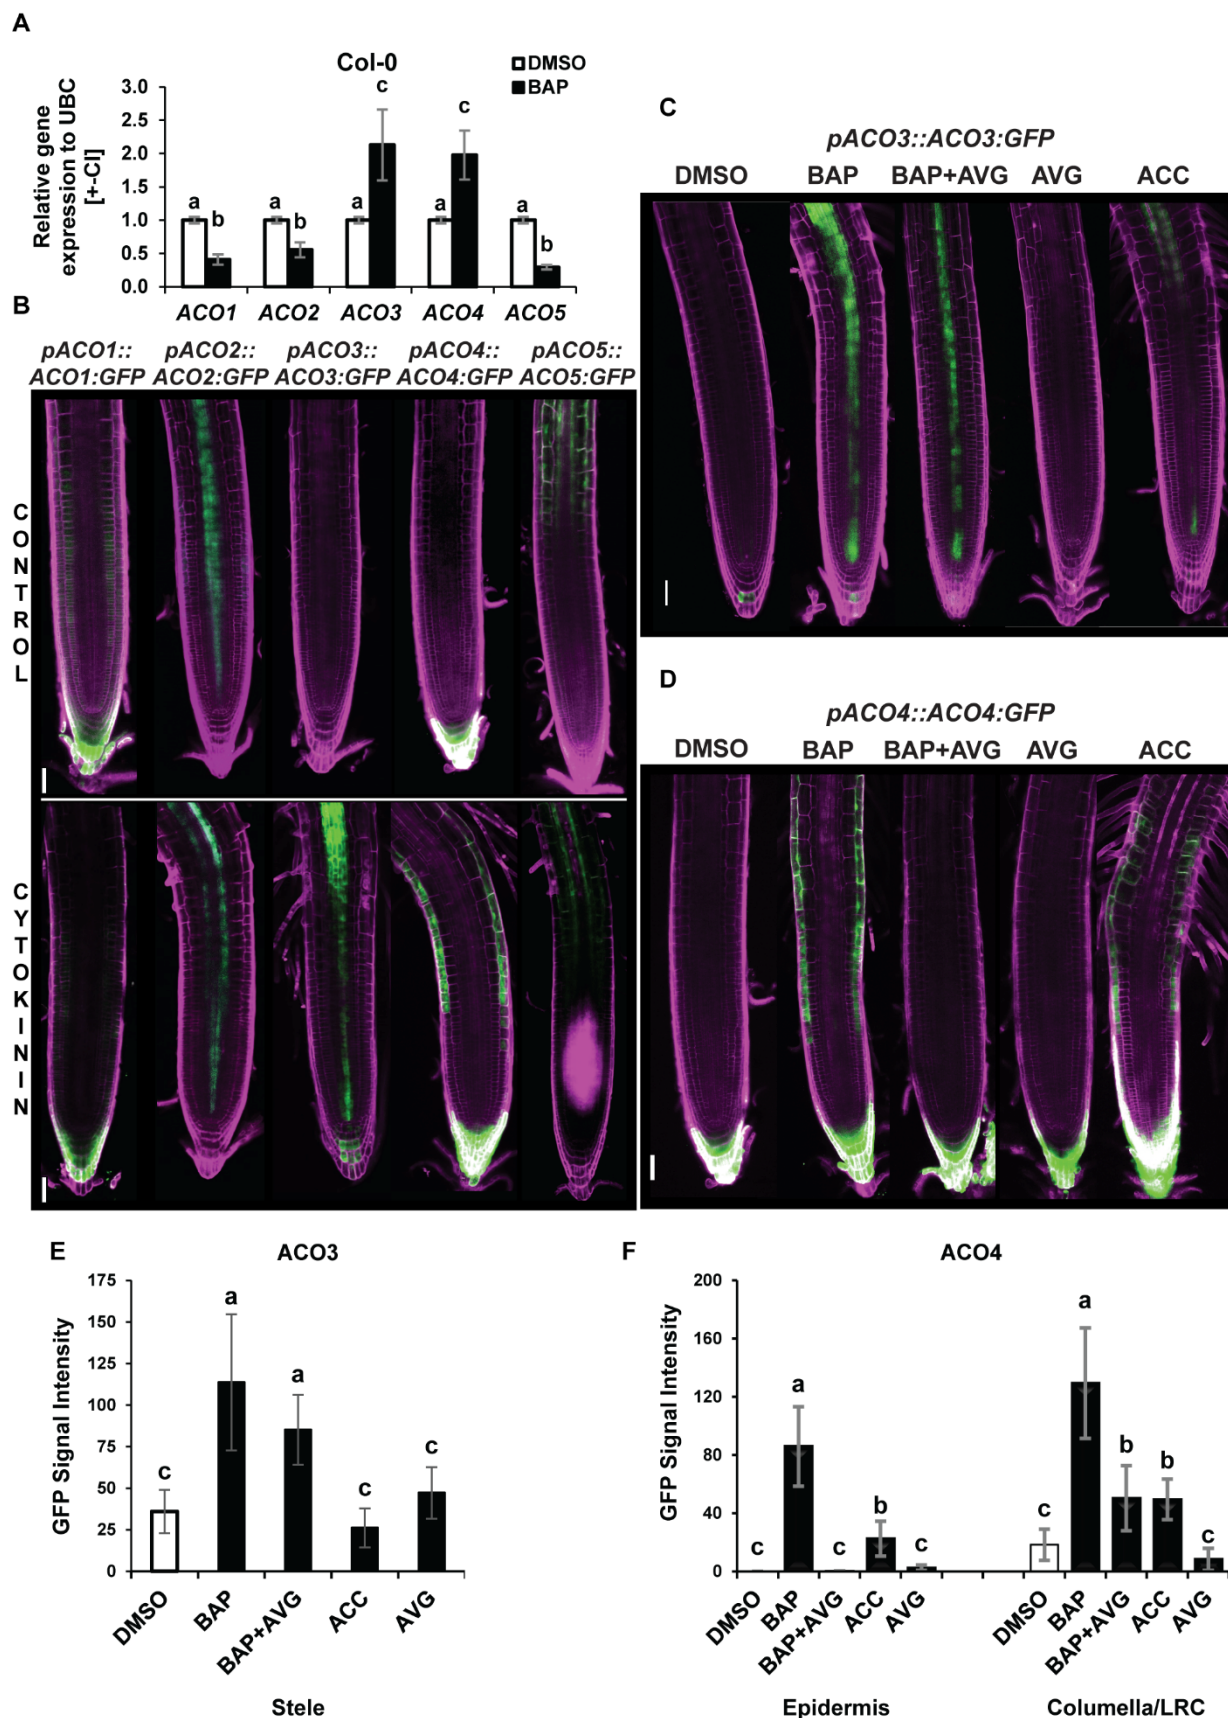 A
Col-0
DMSO
BAP
Relative gene
expression to UBC
[+-CI]
3.0
2.5
2.0
1.5
1.0
0.5
0.0
a b a b a c a c a b
ACO1 ACO2 ACO3 ACO4 ACO5
B
pACO1:: pACO2:: pACO3:: pACO4:: pACO5::
ACO1:GFP ACO2:GFP ACO3:GFP ACO4:GFP ACO5:GFP
CONTROL
CYTOKININ
C
pACO3::ACO3:GFP
DMSO BAP BAP+AVG AVG ACC
D
pACO4::ACO4:GFP
DMSO BAP BAP+AVG AVG ACC
E
ACO3
GFP Signal Intensity
175
150
125
100
75
50
25
0
c a a c c
DMSO BAP BAP+AVG ACC AVG
Stele
F
ACO4
GFP Signal Intensity
200
160
120
80
40
0
c a c b c c a b b c
DMSO BAP BAP+AVG ACC AVG DMSO BAP BAP+AVG ACC AVG
Epidermis Columella/LRC